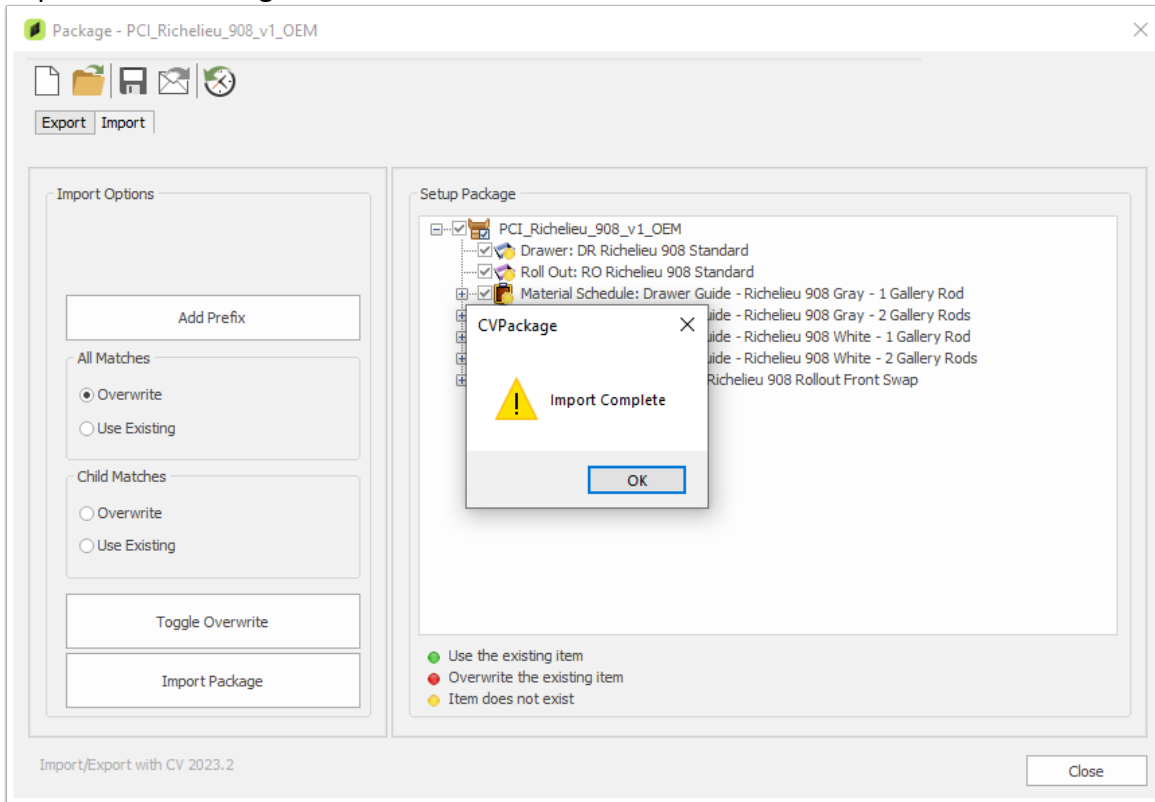 Package - PCI_Richelieu_908_v1_OEM
Export Import
Import Options
Add Prefix
All Matches
Overwrite
Use Existing
Child Matches
Overwrite
Use Existing
Toggle Overwrite
Import Package
Setup Package
PCI_Richelieu_908_v1_OEM
Drawer: DR Richelieu 908 Standard
Roll Out: RO Richelieu 908 Standard
Material Schedule: Drawer Guide - Richelieu 908 Gray - 1 Gallery Rod
uide - Richelieu 908 Gray - 2 Gallery Rods
uide - Richelieu 908 White - 1 Gallery Rod
uide - Richelieu 908 White - 2 Gallery Rods
Richelieu 908 Rollout Front Swap
CVPackage
Import Complete
OK
Use the existing item
Overwrite the existing item
Item does not exist
Import/Export with CV 2023.2
Close